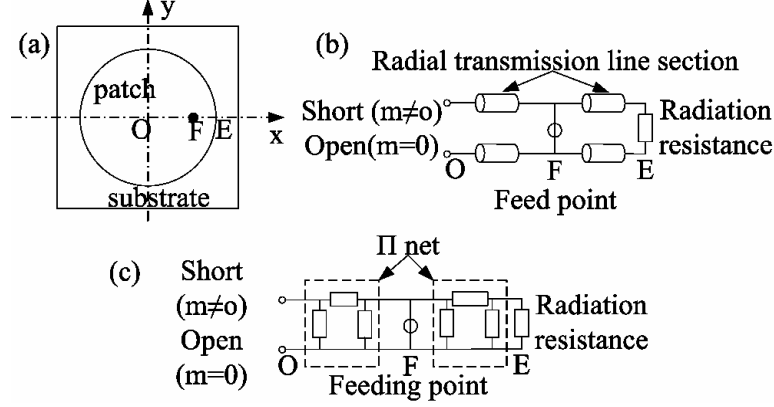 (a)
y
patch
O
F
E
x
substrate
(b)
Radial transmission line section
Short (m≠o)
Open(m=0)
O
F
E
Radiation
resistance
Feed point
(c)
Π net
Short
(m≠o)
Open
(m=0)
O
F
E
Radiation
resistance
Feeding point